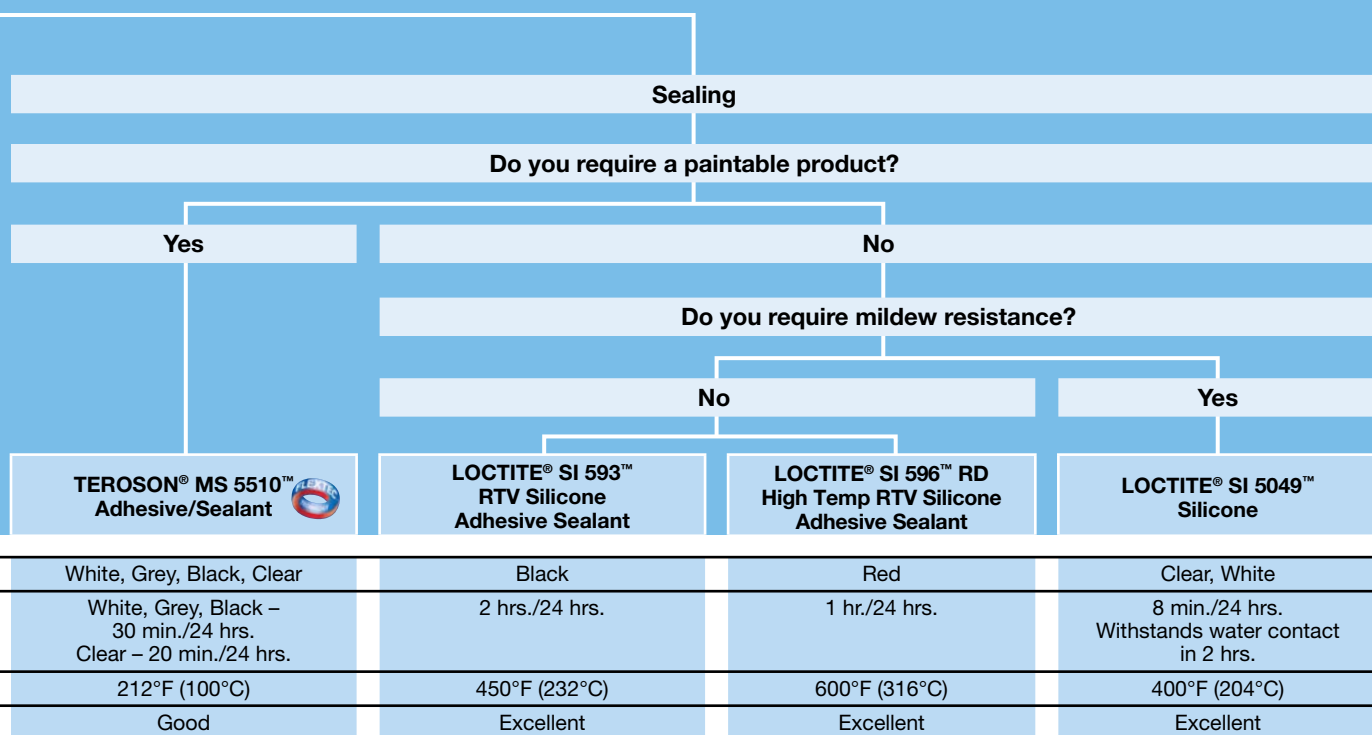 Sealing
Do you require a paintable product?
Yes
No
Do you require mildew resistance?
No
Yes
TEROSON® MS 5510™
Adhesive/Sealant
FLEXTEC
LOCTITE® SI 593™
RTV Silicone
Adhesive Sealant
LOCTITE® SI 596™ RD
High Temp RTV Silicone
Adhesive Sealant
LOCTITE® SI 5049™
Silicone
White, Grey, Black, Clear
Black
Red
Clear, White
White, Grey, Black –
30 min./24 hrs.
Clear – 20 min./24 hrs.
2 hrs./24 hrs.
1 hr./24 hrs.
8 min./24 hrs.
Withstands water contact
in 2 hrs.
212°F (100°C)
450°F (232°C)
600°F (316°C)
400°F (204°C)
Good
Excellent
Excellent
Excellent